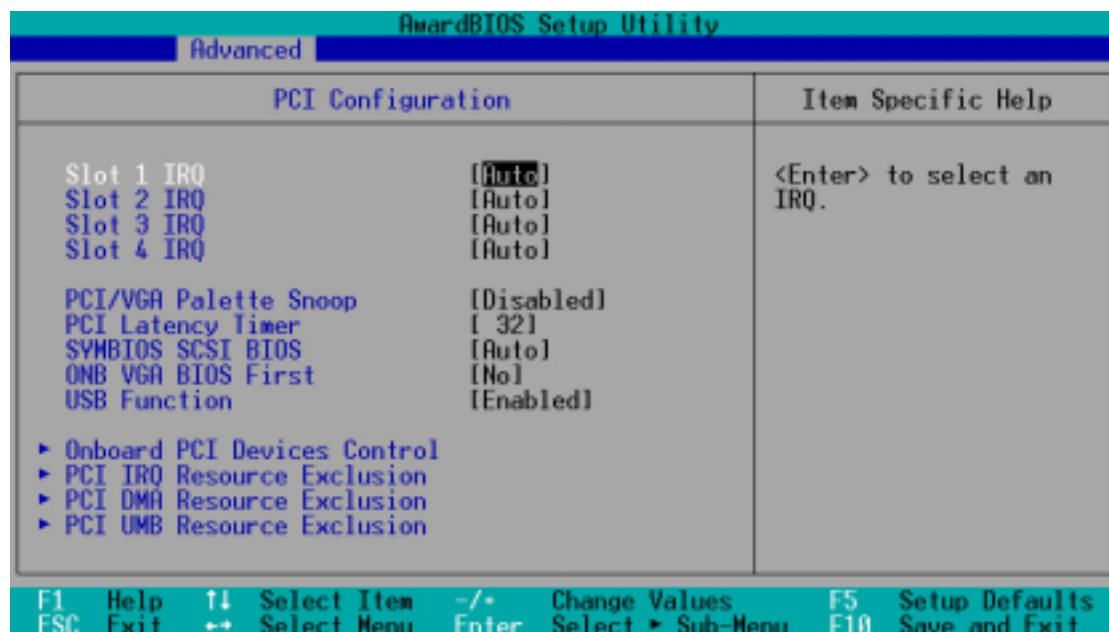 AwardBIOS Setup Utility
Advanced
PCI Configuration
Item Specific Help
Slot 1 IRQ [Auto]
Slot 2 IRQ [Auto]
Slot 3 IRQ [Auto]
Slot 4 IRQ [Auto]
PCI/VGA Palette Snoop [Disabled]
PCI Latency Timer [ 32]
SYMBIOS SCSI BIOS [Auto]
ONB VGA BIOS First [No]
USB Function [Enabled]
► Onboard PCI Devices Control
► PCI IRQ Resource Exclusion
► PCI DMA Resource Exclusion
► PCI UMB Resource Exclusion
<Enter> to select an
IRQ.
F1 Help ↑↓ Select Item -/+ Change Values F5 Setup Defaults
ESC Exit ←→ Select Menu Enter Select ► Sub-Menu F10 Save and Exit